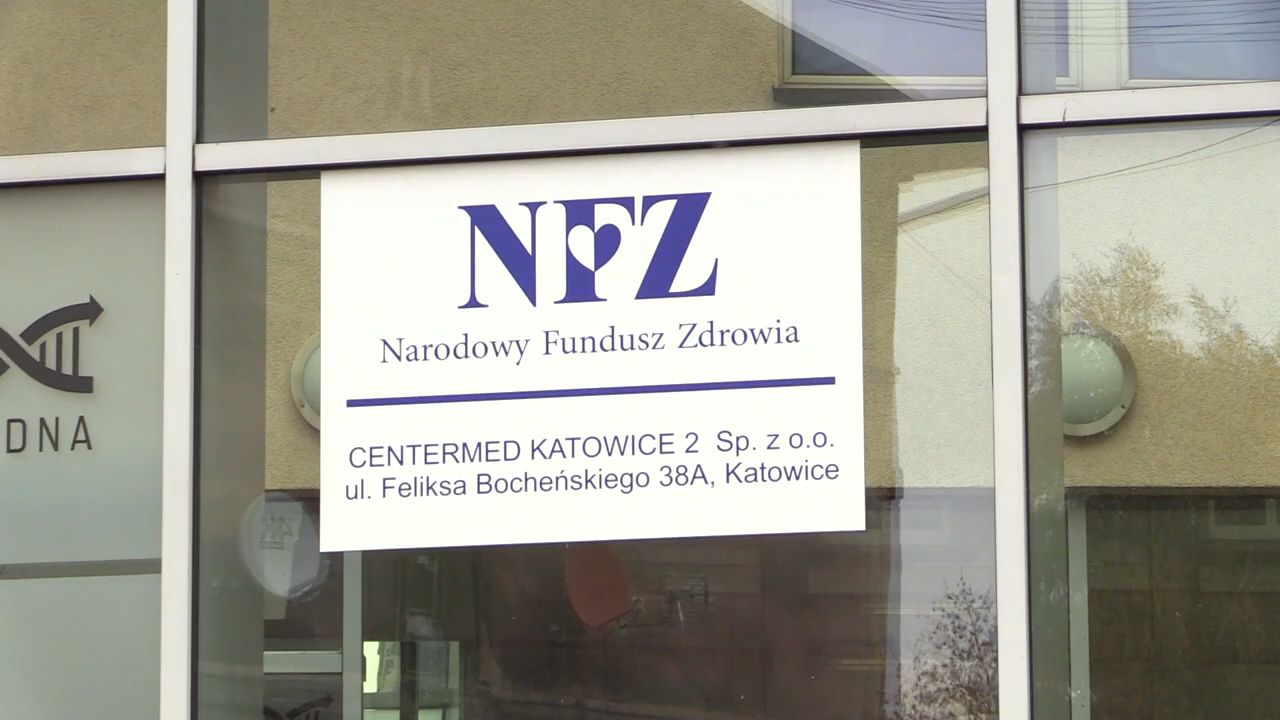 NFZ
Narodowy Fundusz Zdrowia
CENTERMED KATOWICE 2 Sp. z o.o.
ul. Feliksa Bocheńskiego 38A, Katowice
DNA